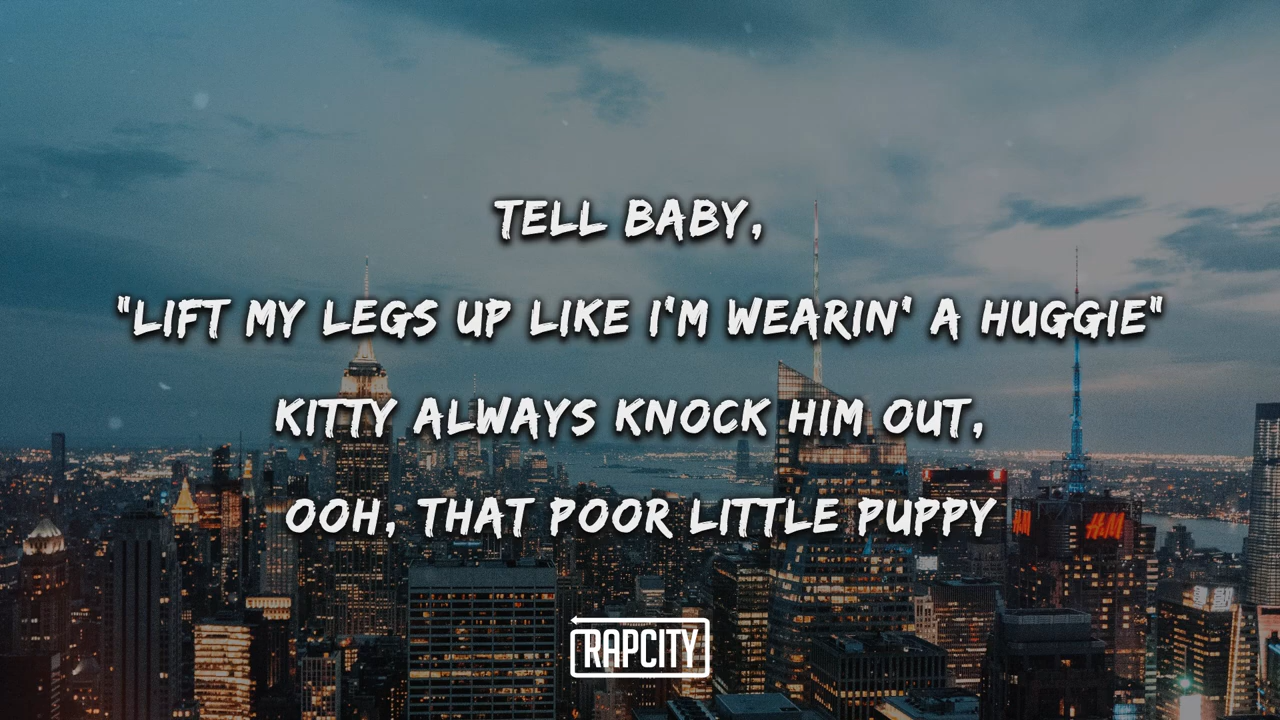 TELL BABY,
"LIFT MY LEGS UP LIKE I'M WEARIN' A HUGGIE"
KITTY ALWAYS KNOCK HIM OUT,
OOH, THAT POOR LITTLE PUPPY
H&M
RAPCITY